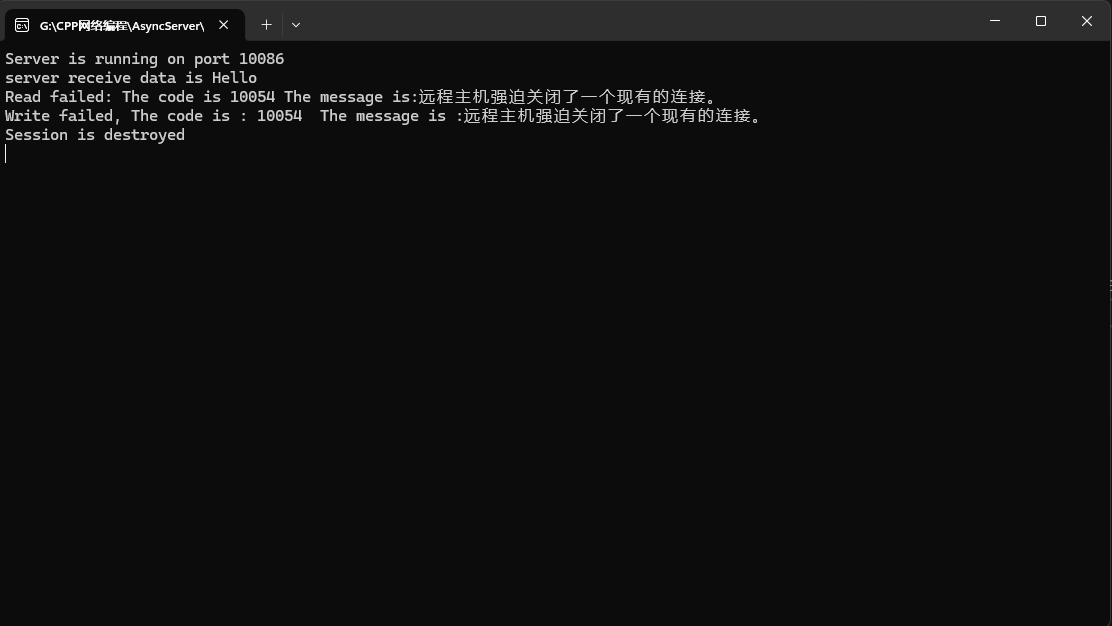 G:\CPP网络编程\AsyncServer\
Server is running on port 10086
server receive data is Hello
Read failed: The code is 10054 The message is:远程主机强迫关闭了一个现有的连接。
Write failed, The code is : 10054  The message is :远程主机强迫关闭了一个现有的连接。
Session is destroyed